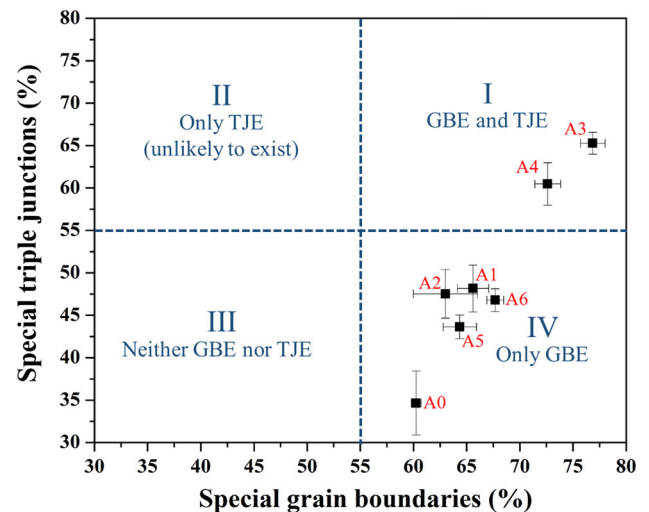 80
75
70
65
60
55
50
45
40
35
30
Special triple junctions (%)
II
Only TJE
(unlikely to exist)
I
GBE and TJE
A3
A4
III
Neither GBE nor TJE
IV
Only GBE
A2
A1
A6
A5
A0
30 35 40 45 50 55 60 65 70 75 80
Special grain boundaries (%)